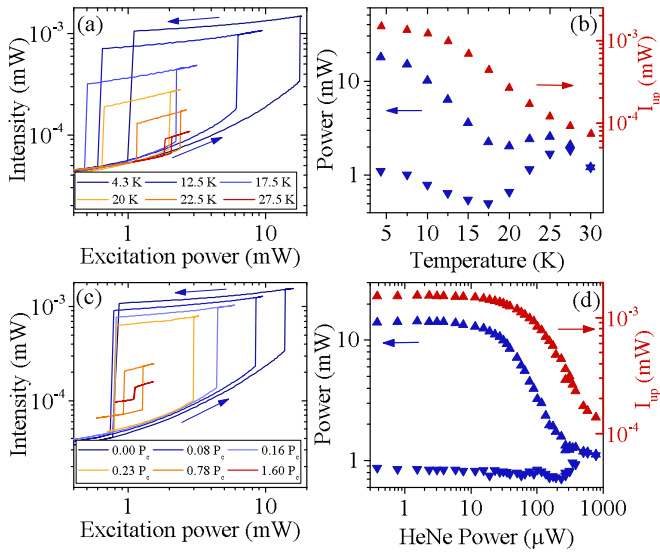 (a)
10⁻³
10⁻⁴
Intensity (mW)
4.3 K 12.5 K 17.5 K
20 K 22.5 K 27.5 K
1 10
Excitation power (mW)
(b)
10
1
Power (mW)
10⁻³
10⁻⁴
I_up (mW)
5 10 15 20 25 30
Temperature (K)
(c)
10⁻³
10⁻⁴
Intensity (mW)
0.00 P_c 0.08 P_c 0.16 P_c
0.23 P_c 0.78 P_c 1.60 P_c
1 10
Excitation power (mW)
(d)
10
1
Power (mW)
10⁻³
10⁻⁴
I_up (mW)
1 10 100 1000
HeNe Power (μW)